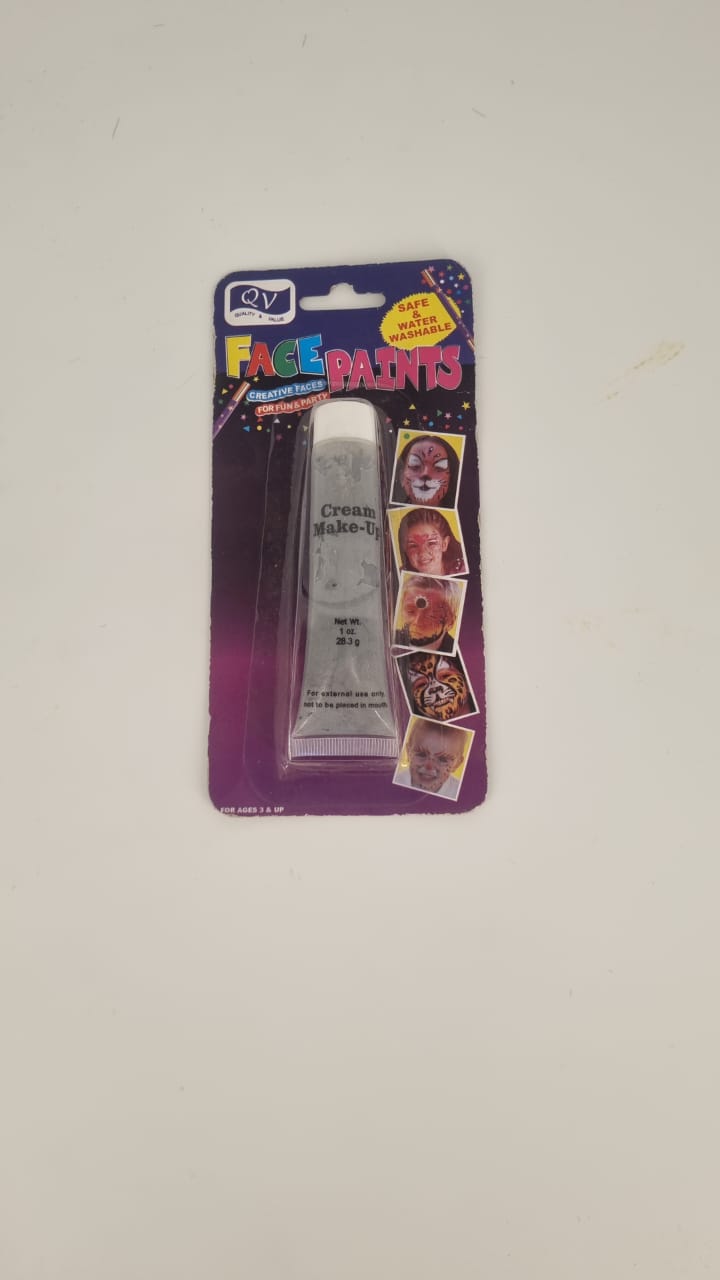 QV
QUALITY & VALUE
SAFE
&
WATER
WASHABLE
FACE PAINTS
CREATIVE FACES
FOR FUN & PARTY
Cream
Make-Up
Net Wt.
1 oz.
28.3 g
For external use only,
not to be placed in mouth
FOR AGES 3 & UP